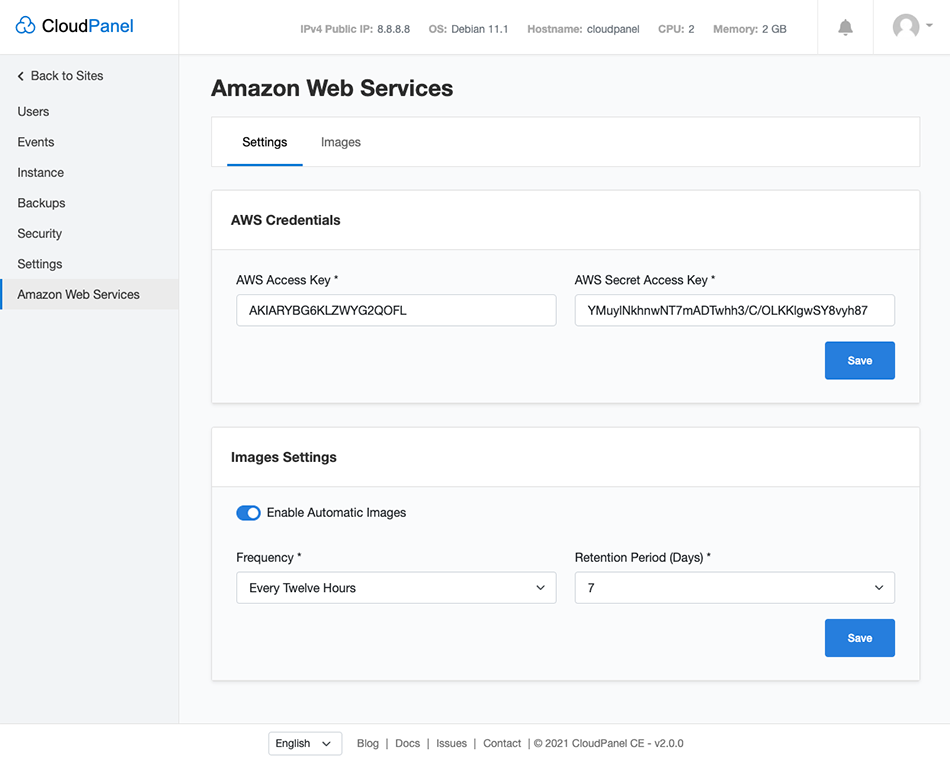 CloudPanel
IPv4 Public IP: 8.8.8.8 OS: Debian 11.1 Hostname: cloudpanel CPU: 2 Memory: 2 GB
Back to Sites
Users
Events
Instance
Backups
Security
Settings
Amazon Web Services
Amazon Web Services
Settings Images
AWS Credentials
AWS Access Key * AWS Secret Access Key *
AKIARYBG6KLZWYG2QOFL YMuylNkhnwNT7mADTwhh3/C/OLKKlgwSY8vyh87
Save
Images Settings
Enable Automatic Images
Frequency * Retention Period (Days) *
Every Twelve Hours 7
Save
English Blog | Docs | Issues | Contact | © 2021 CloudPanel CE - v2.0.0